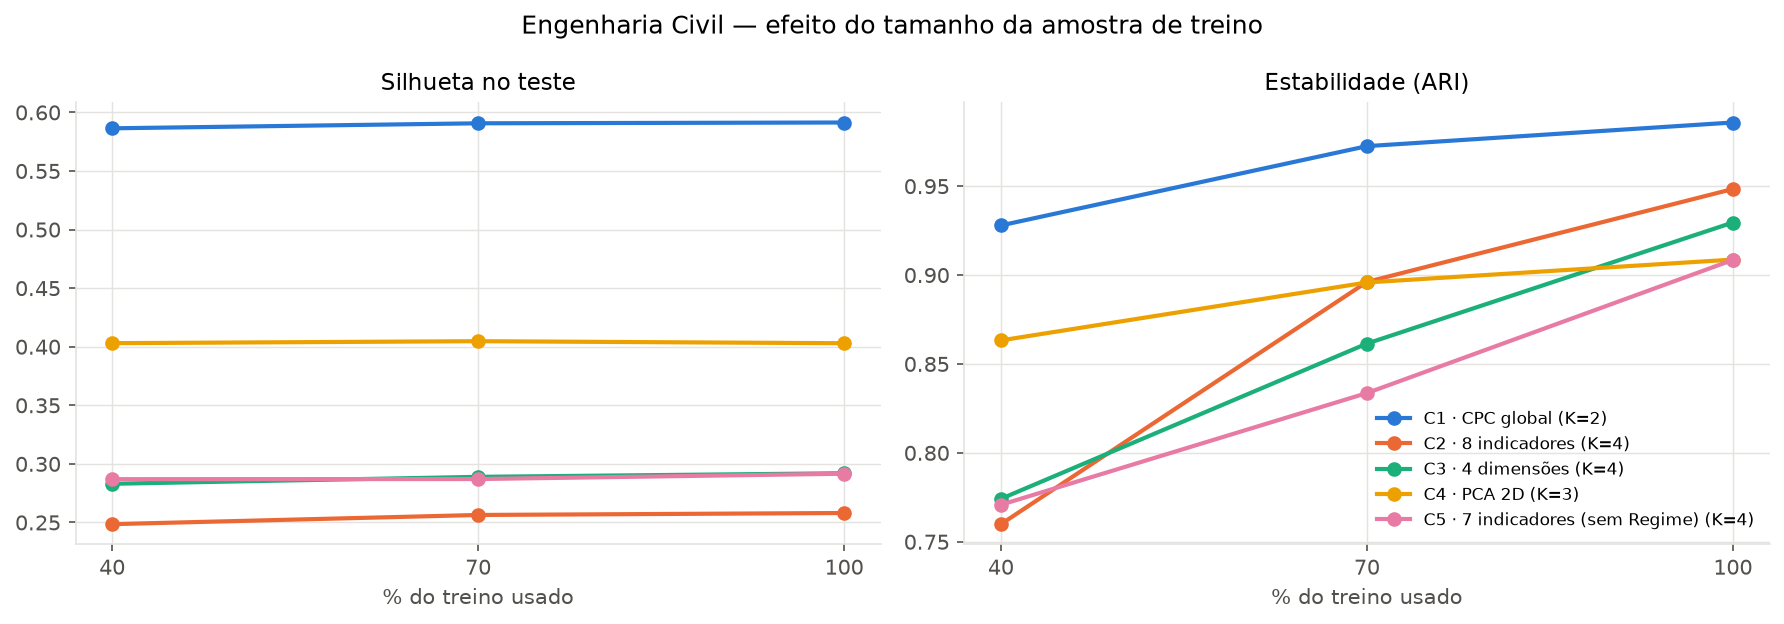 Engenharia Civil — efeito do tamanho da amostra de treino
Silhueta no teste
0.60
0.55
0.50
0.45
0.40
0.35
0.30
0.25
40 70 100
% do treino usado
Estabilidade (ARI)
0.95
0.90
0.85
0.80
0.75
C1 · CPC global (K=2)
C2 · 8 indicadores (K=4)
C3 · 4 dimensões (K=4)
C4 · PCA 2D (K=3)
C5 · 7 indicadores (sem Regime) (K=4)
40 70 100
% do treino usado